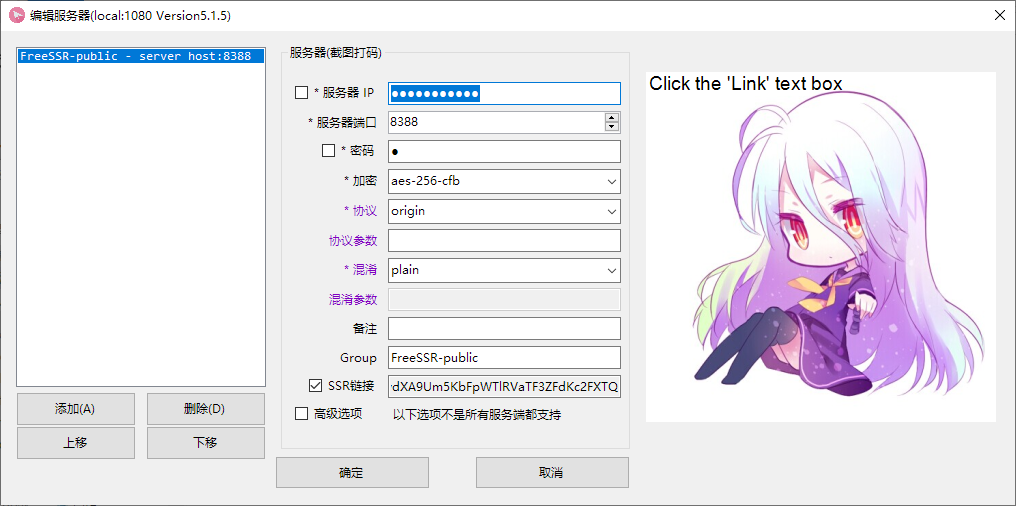 编辑服务器(local:1080 Version5.1.5)
FreeSSR-public - server host:8388
添加(A)
删除(D)
上移
下移
服务器(截图打码)
* 服务器 IP ●●●●●●●●●●●
* 服务器端口 8388
* 密码 ●
* 加密 aes-256-cfb
* 协议 origin
协议参数
* 混淆 plain
混淆参数
备注
Group FreeSSR-public
SSR链接 dXA9Um5KbFpWTlRVaTF3ZFdKc2FXTQ
高级选项 以下选项不是所有服务端都支持
确定
取消
Click the 'Link' text box